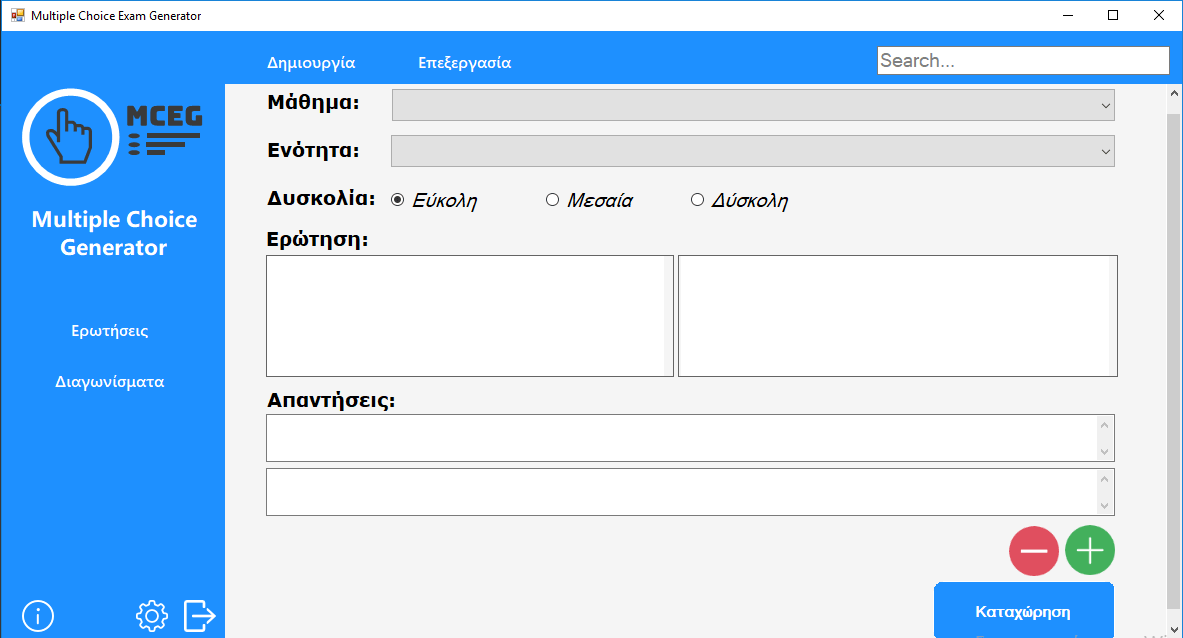 Multiple Choice Exam Generator
Δημιουργία
Επεξεργασία
Search...
MCEG
Multiple Choice
Generator
Ερωτήσεις
Διαγωνίσματα
Μάθημα:
Ενότητα:
Δυσκολία: Εύκολη Μεσαία Δύσκολη
Ερώτηση:
Απαντήσεις:
Καταχώρηση